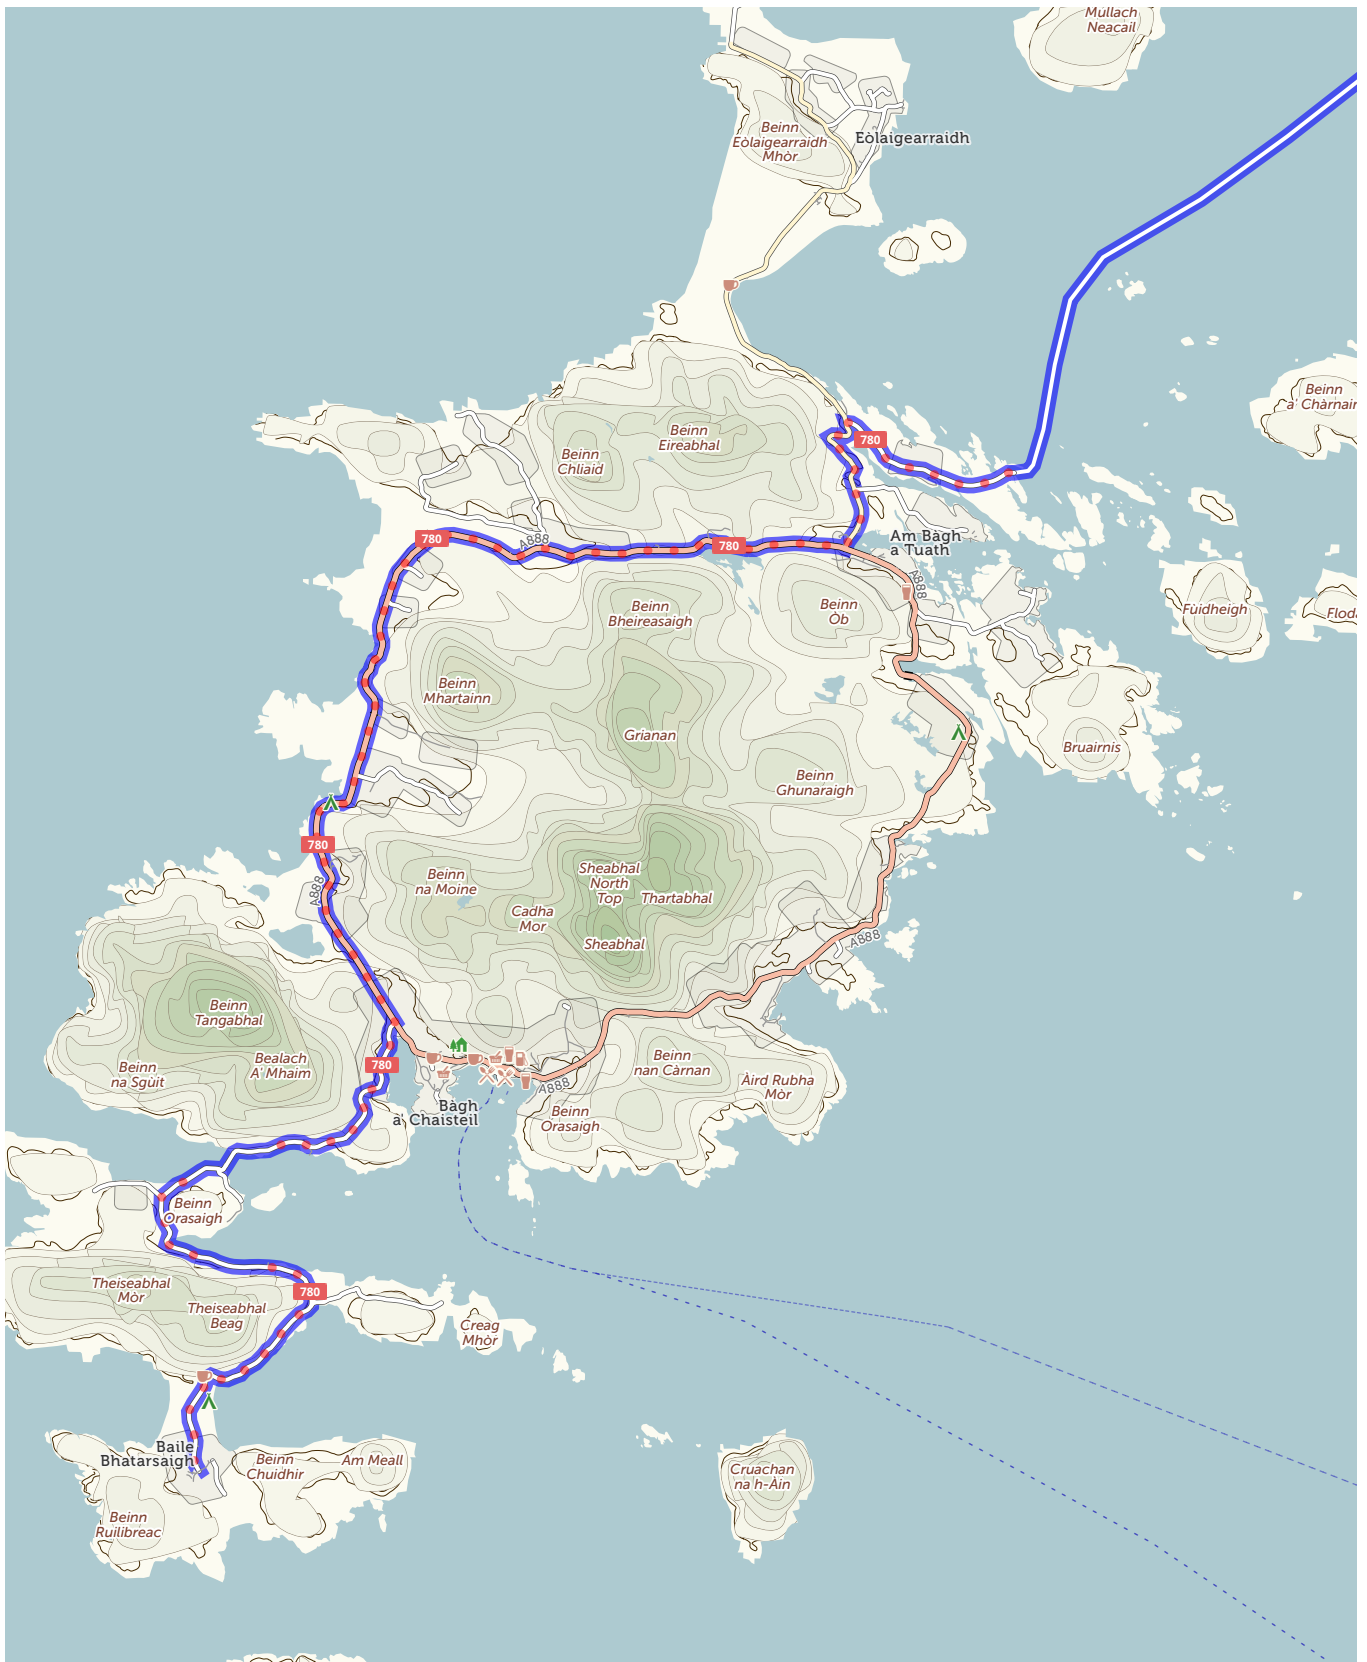 Mullach
Neacail
Beinn
Eòlaigearraidh
Mhòr
Eòlaigearraidh
Beinn
a' Chàrnair
780
Beinn
Eireabhal
Beinn
Chliaid
780
A888
780
Am Bàgh
a Tuath
A888
Beinn
Bheireasaigh
Beinn
Òb
Fùidheigh
Floda
Beinn
Mhartainn
Grianan
Bruairnis
Beinn
Ghunaraigh
780
A888
Beinn
na Moine
Sheabhal
North
Top
Thartabhal
Cadha
Mor
Sheabhal
A888
Beinn
Tangabhal
Beinn
na Sgùit
Bealach
A' Mhaim
780
Beinn
nan Càrnan
Àird Rubha
Mòr
A888
Bàgh
a' Chaisteil
Beinn
Orasaigh
Beinn
Orasaigh
Theiseabhal
Mòr
780
Theiseabhal
Beag
Creag
Mhòr
Baile
Bhatarsaigh
Beinn
Chuidhir
Am Meall
Cruachan
na h-Àin
Beinn
Ruilibreac